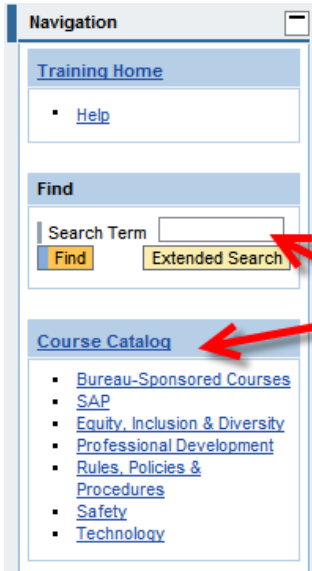 Navigation
Training Home
Help
Find
Search Term
Find Extended Search
Course Catalog
Bureau-Sponsored Courses
SAP
Equity, Inclusion & Diversity
Professional Development
Rules, Policies &
Procedures
Safety
Technology